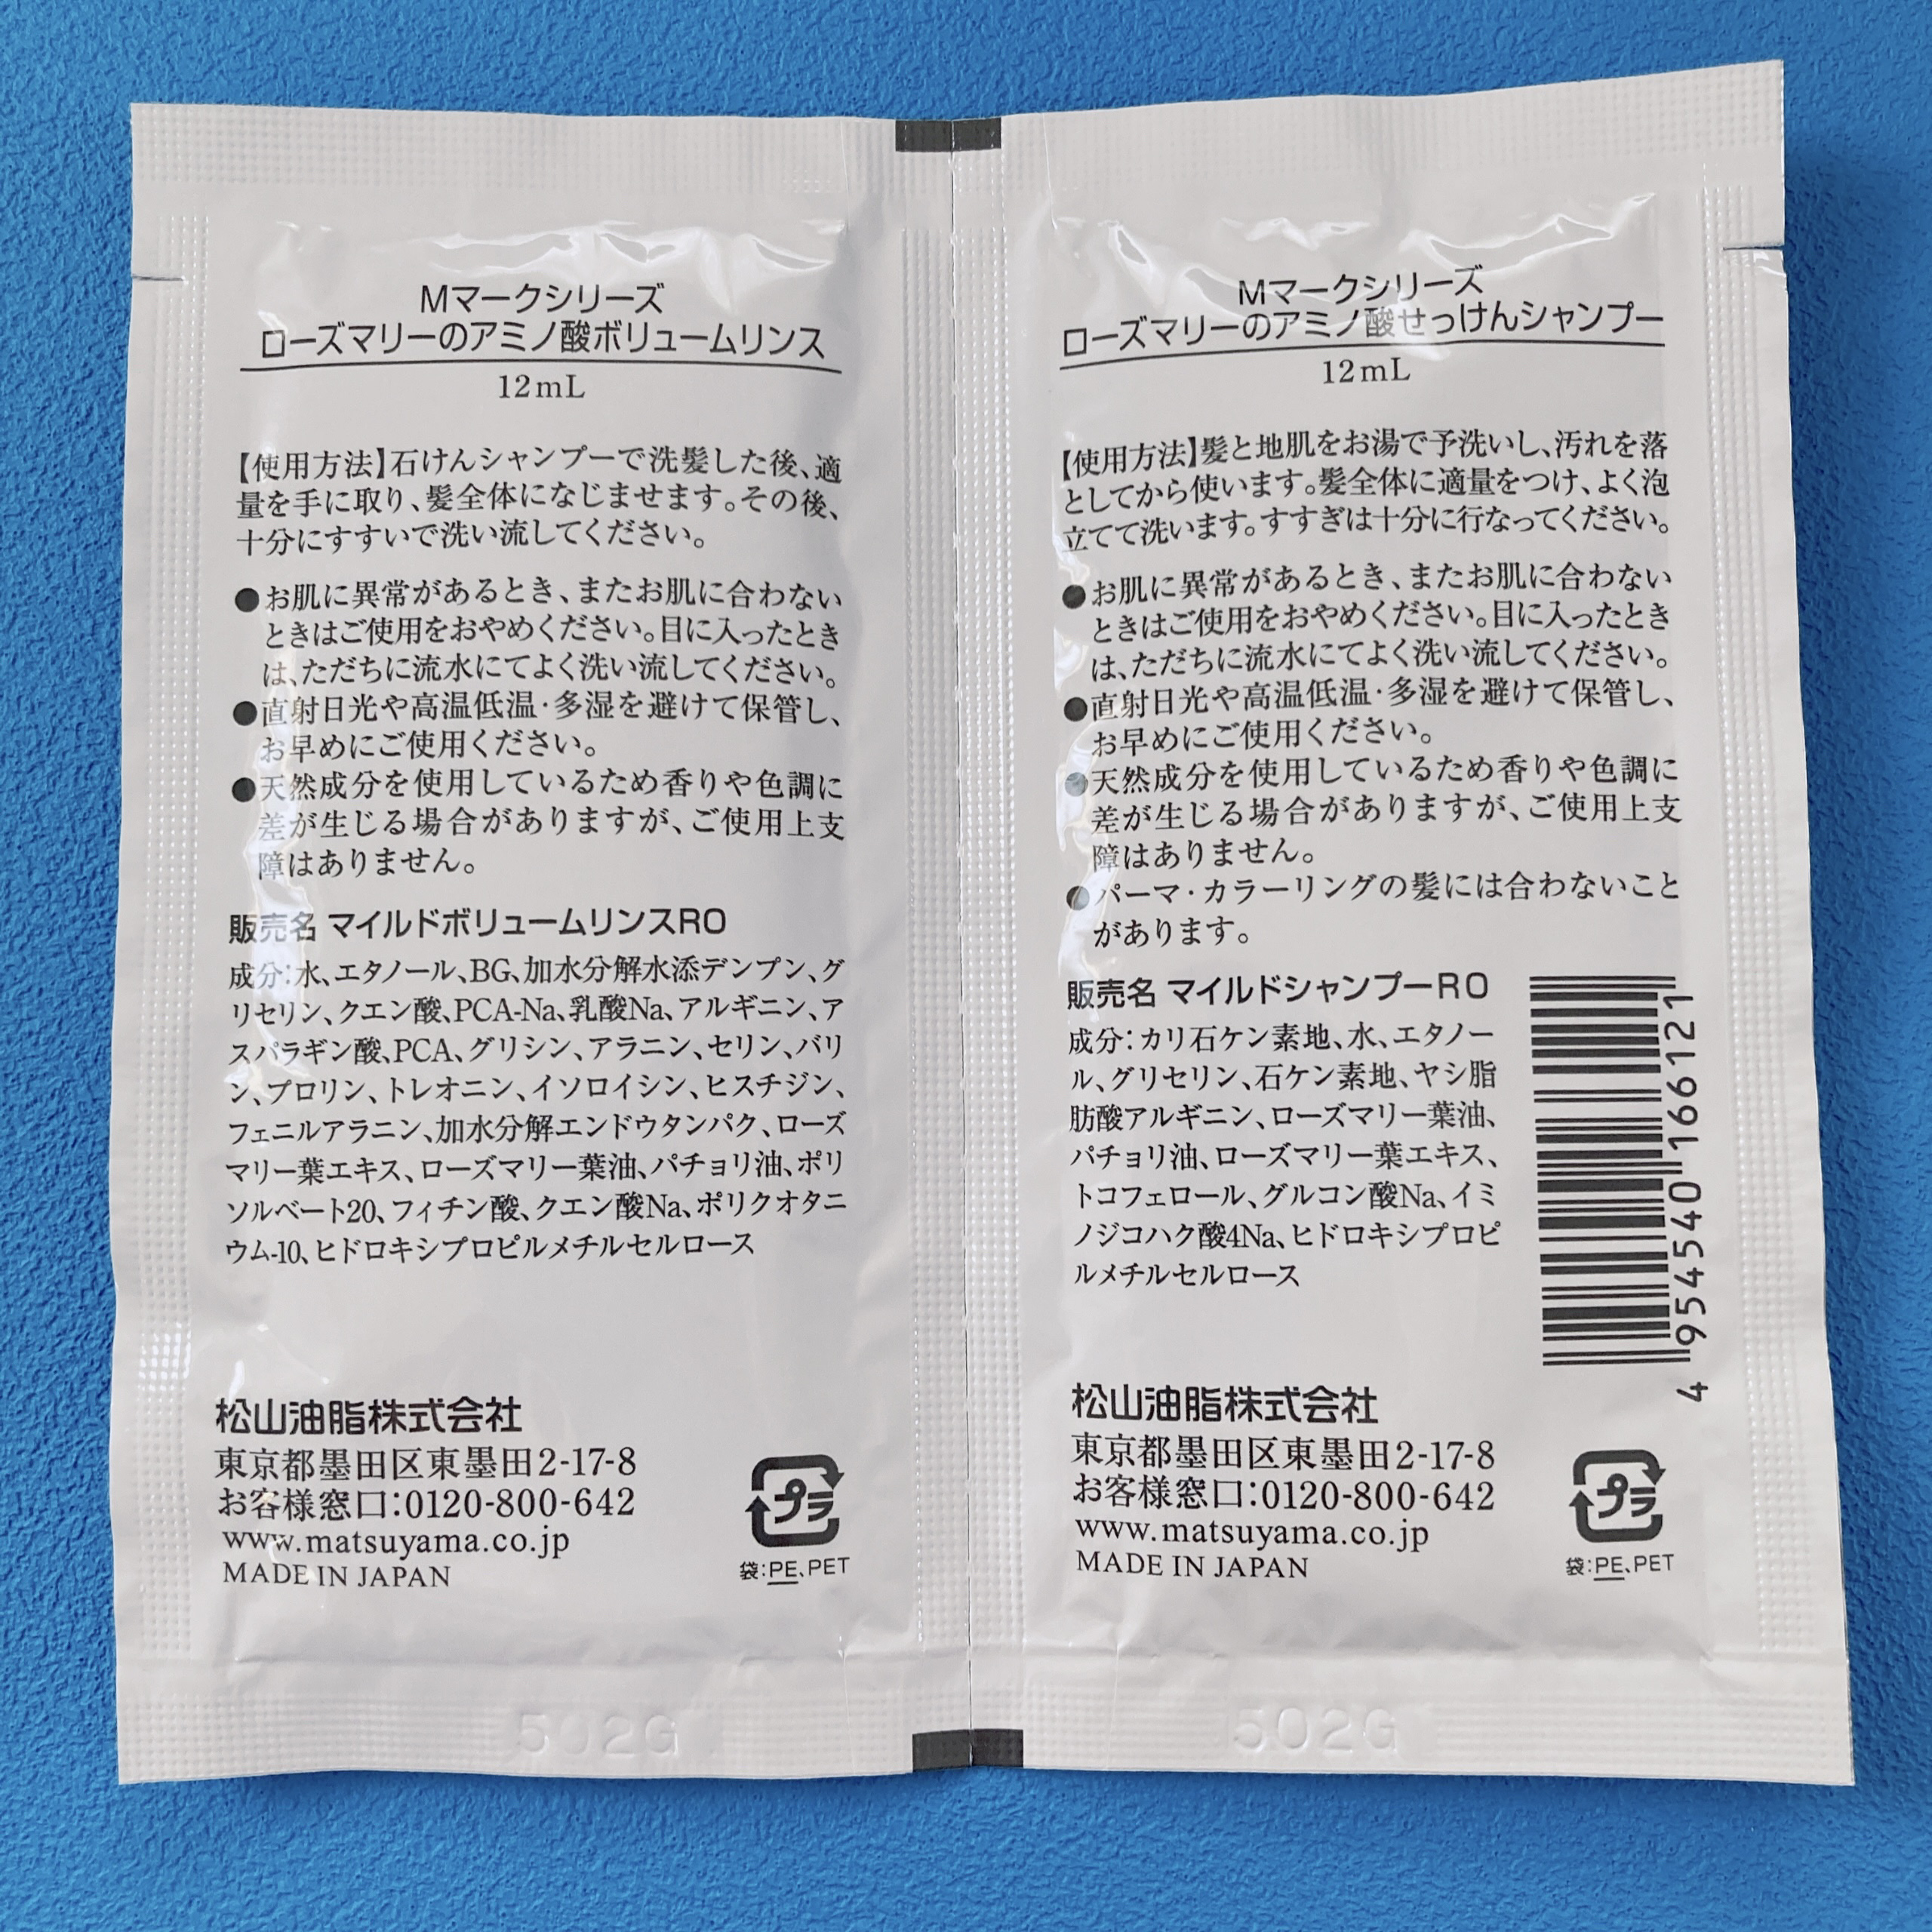 Mマークシリーズ
ローズマリーのアミノ酸ボリュームリンス
12mL
【使用方法】石けんシャンプーで洗髪した後、適
量を手に取り、髪全体になじませます。その後、
十分にすすいで洗い流してください。
●お肌に異常があるとき、またお肌に合わない
ときはご使用をおやめください。目に入ったとき
は、ただちに流水にてよく洗い流してください。
●直射日光や高温低温・多湿を避けて保管し、
お早めにご使用ください。
●天然成分を使用しているため香りや色調に
差が生じる場合がありますが、ご使用上支
障はありません。
販売名 マイルドボリュームリンスRO
成分:水、エタノール、BG、加水分解水添デンプン、グ
リセリン、クエン酸、PCA-Na、乳酸Na、アルギニン、ア
スパラギン酸、PCA、グリシン、アラニン、セリン、バリ
ン、プロリン、トレオニン、イソロイシン、ヒスチジン、
フェニルアラニン、加水分解エンドウタンパク、ローズ
マリー葉エキス、ローズマリー葉油、パチョリ油、ポリ
ソルベート20、フィチン酸、クエン酸Na、ポリクオタニ
ウム-10、ヒドロキシプロピルメチルセルロース
松山油脂株式会社
東京都墨田区東墨田2-17-8
お客様窓口:0120-800-642
www.matsuyama.co.jp
MADE IN JAPAN
プラ
袋:PE、PET
502G
Mマークシリーズ
ローズマリーのアミノ酸せっけんシャンプー
12mL
【使用方法】髪と地肌をお湯で予洗いし、汚れを落
としてから使います。髪全体に適量をつけ、よく泡
立てて洗います。すすぎは十分に行なってください。
●お肌に異常があるとき、またお肌に合わない
ときはご使用をおやめください。目に入ったとき
は、ただちに流水にてよく洗い流してください。
●直射日光や高温低温・多湿を避けて保管し、
お早めにご使用ください。
●天然成分を使用しているため香りや色調に
差が生じる場合がありますが、ご使用上支
障はありません。
●パーマ・カラーリングの髪には合わないこと
があります。
販売名 マイルドシャンプーRO
成分:カリ石ケン素地、水、エタノー
ル、グリセリン、石ケン素地、ヤシ脂
肪酸アルギニン、ローズマリー葉油、
パチョリ油、ローズマリー葉エキス、
トコフェロール、グルコン酸Na、イミ
ノジコハク酸4Na、ヒドロキシプロピ
ルメチルセルロース
4 954540 166121
松山油脂株式会社
東京都墨田区東墨田2-17-8
お客様窓口:0120-800-642
www.matsuyama.co.jp
MADE IN JAPAN
プラ
袋:PE、PET
502G